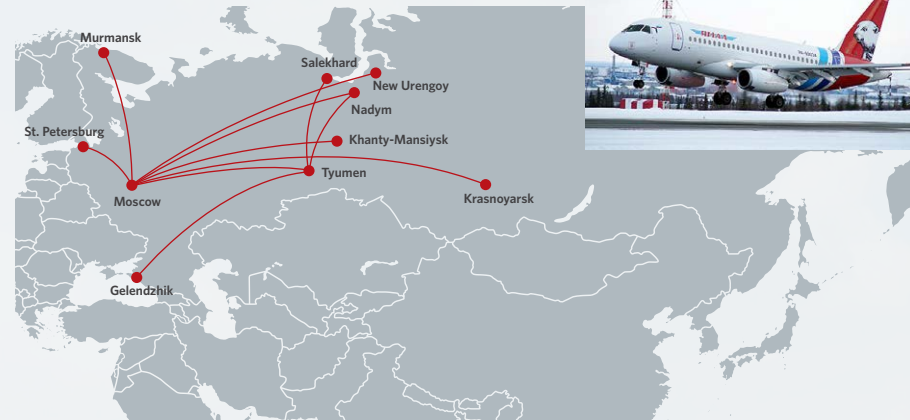 Murmansk
Salekhard
New Urengoy
Nadym
St. Petersburg
Khanty-Mansiysk
Tyumen
Moscow
Krasnoyarsk
Gelendzhik